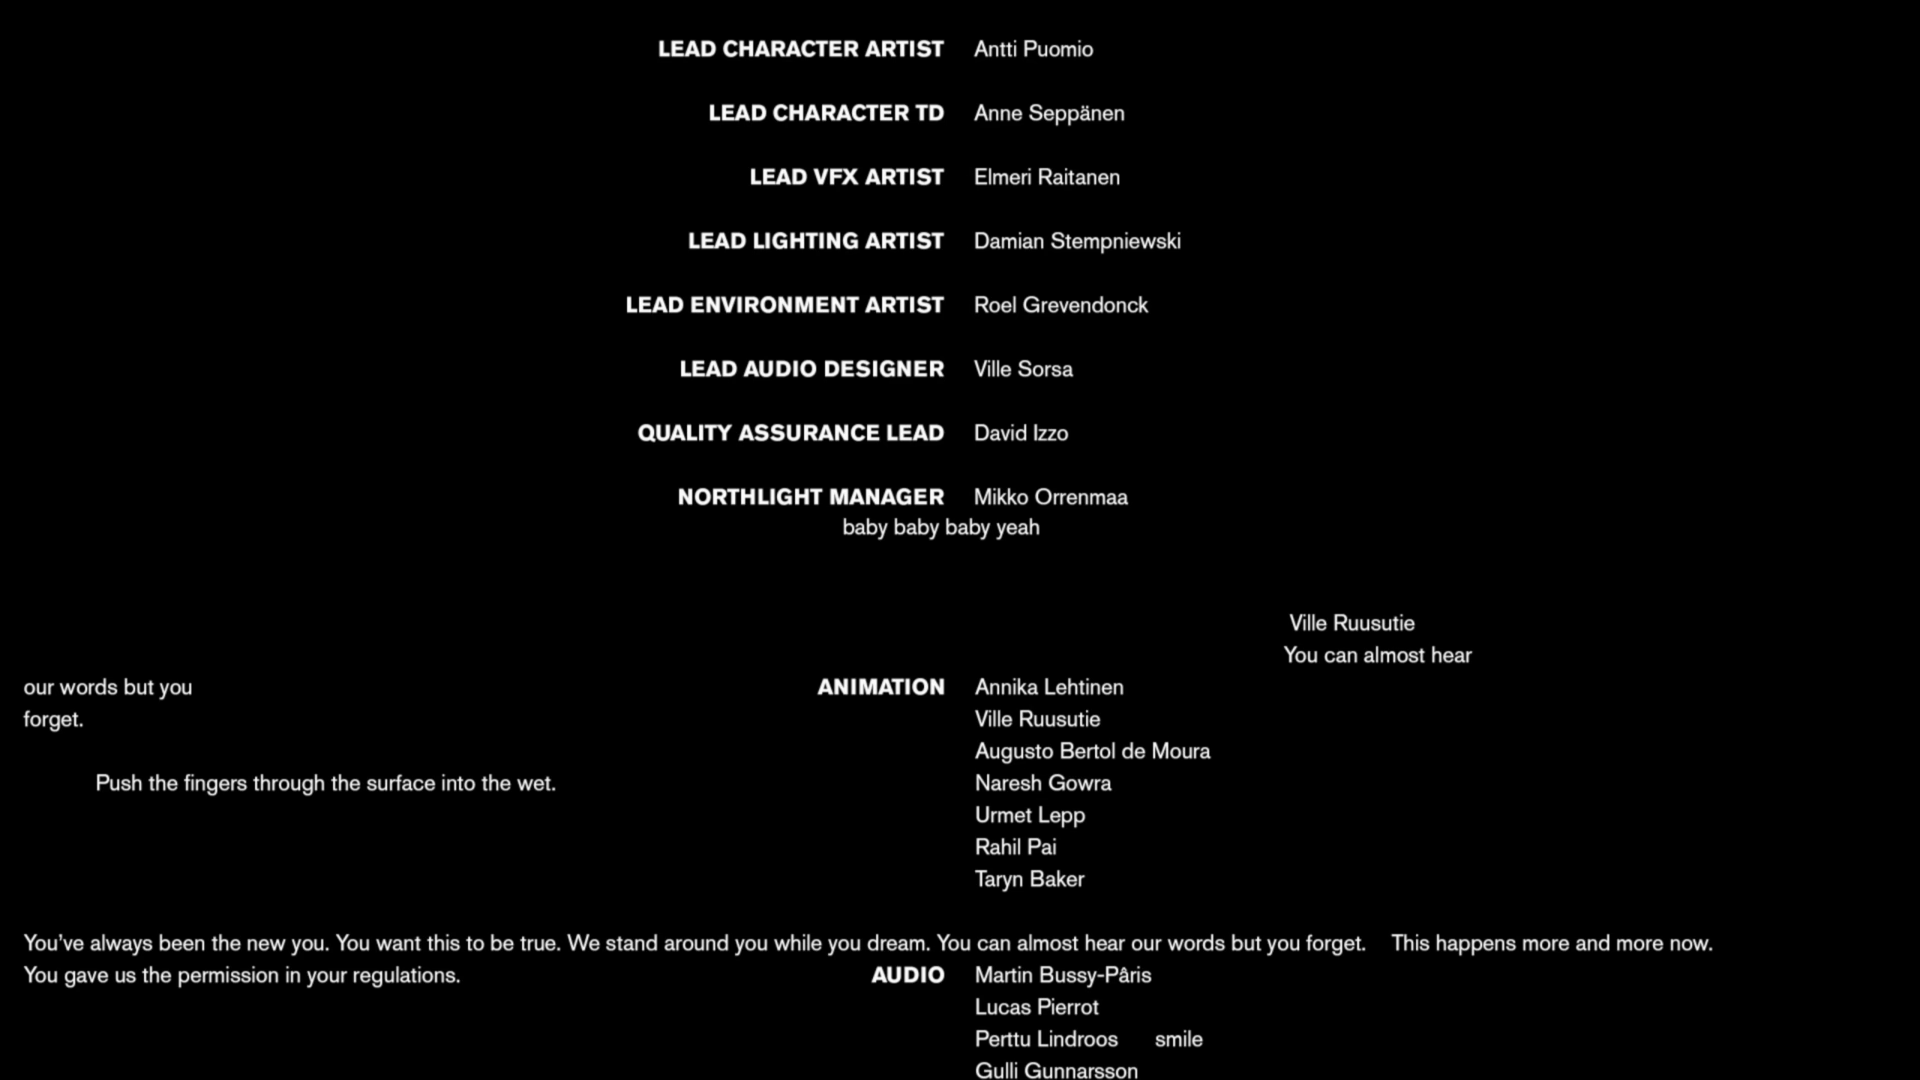 LEAD CHARACTER ARTIST Antti Puomio
LEAD CHARACTER TD Anne Seppänen
LEAD VFX ARTIST Elmeri Raitanen
LEAD LIGHTING ARTIST Damian Stempniewski
LEAD ENVIRONMENT ARTIST Roel Grevendonck
LEAD AUDIO DESIGNER Ville Sorsa
QUALITY ASSURANCE LEAD David Izzo
NORTHLIGHT MANAGER Mikko Orrenmaa
baby baby baby yeah
Ville Ruusutie
You can almost hear
our words but you ANIMATION Annika Lehtinen
forget. Ville Ruusutie
Augusto Bertol de Moura
Push the fingers through the surface into the wet. Naresh Gowra
Urmet Lepp
Rahil Pai
Taryn Baker
You’ve always been the new you. You want this to be true. We stand around you while you dream. You can almost hear our words but you forget. This happens more and more now.
You gave us the permission in your regulations. AUDIO Martin Bussy-Pâris
Lucas Pierrot
Perttu Lindroos smile
Gulli Gunnarsson